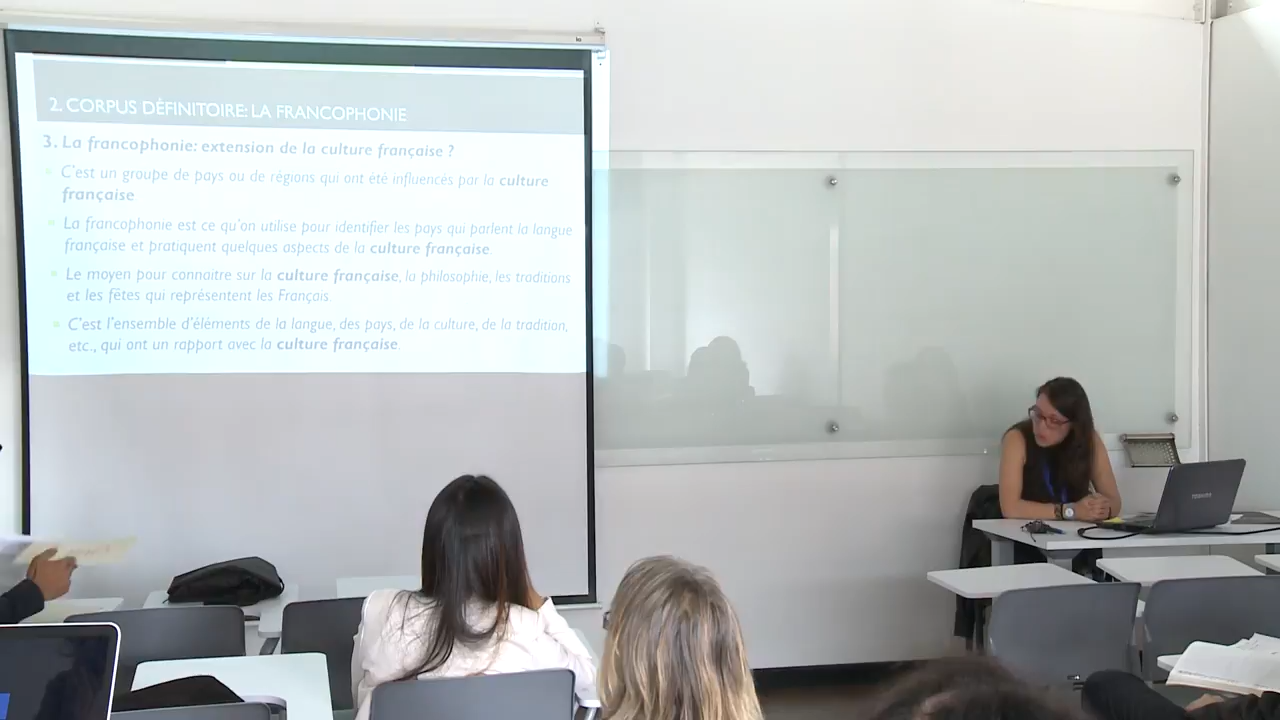 2. CORPUS DÉFINITOIRE: LA FRANCOPHONIE
3. La francophonie: extension de la culture française ?
C'est un groupe de pays ou de régions qui ont été influencés par la culture
française
La francophonie est ce qu'on utilise pour identifier les pays qui parlent la langue
française et pratiquent quelques aspects de la culture française.
Le moyen pour connaitre sur la culture française, la philosophie, les traditions
et les fêtes qui représentent les Français.
C'est l'ensemble d'éléments de la langue, des pays, de la culture, de la tradition,
etc., qui ont un rapport avec la culture française.
TOSHIBA